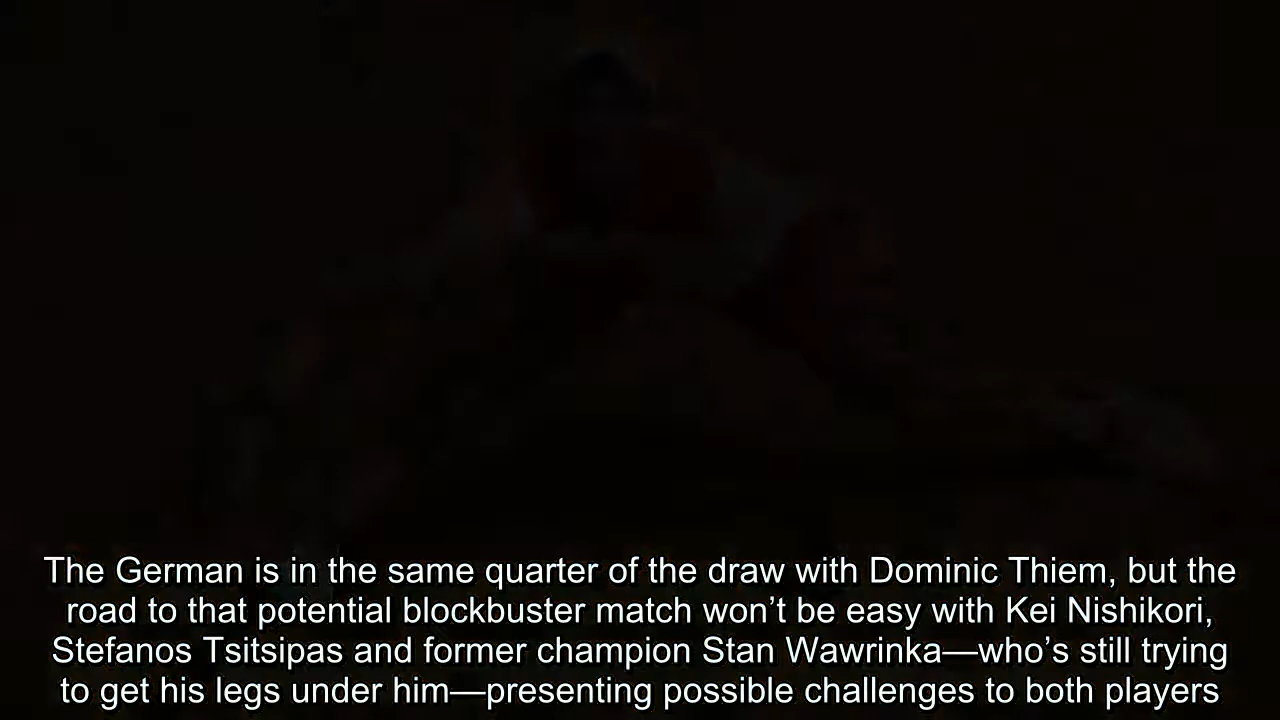 The German is in the same quarter of the draw with Dominic Thiem, but the
road to that potential blockbuster match won’t be easy with Kei Nishikori,
Stefanos Tsitsipas and former champion Stan Wawrinka—who’s still trying
to get his legs under him—presenting possible challenges to both players